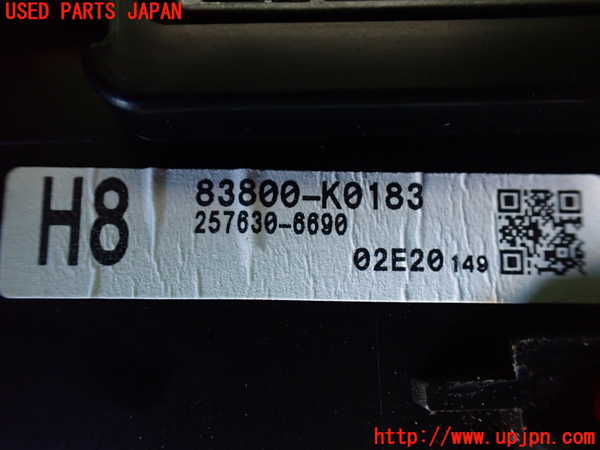 USED PARTS JAPAN
H8
83800-K0183
257630-6690
02E20 149
http://www.upjpn.com